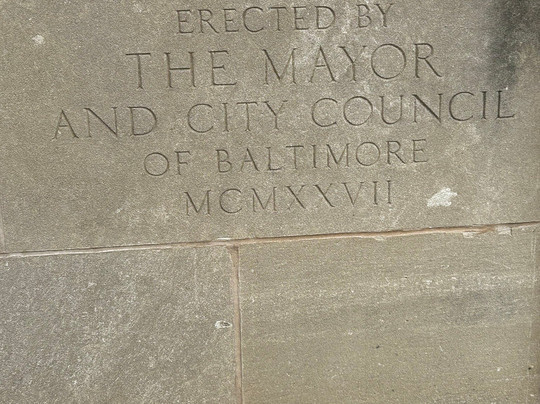 ERECTED BY
THE MAYOR
AND CITY COUNCIL
OF BALTIMORE
MCMXXVII